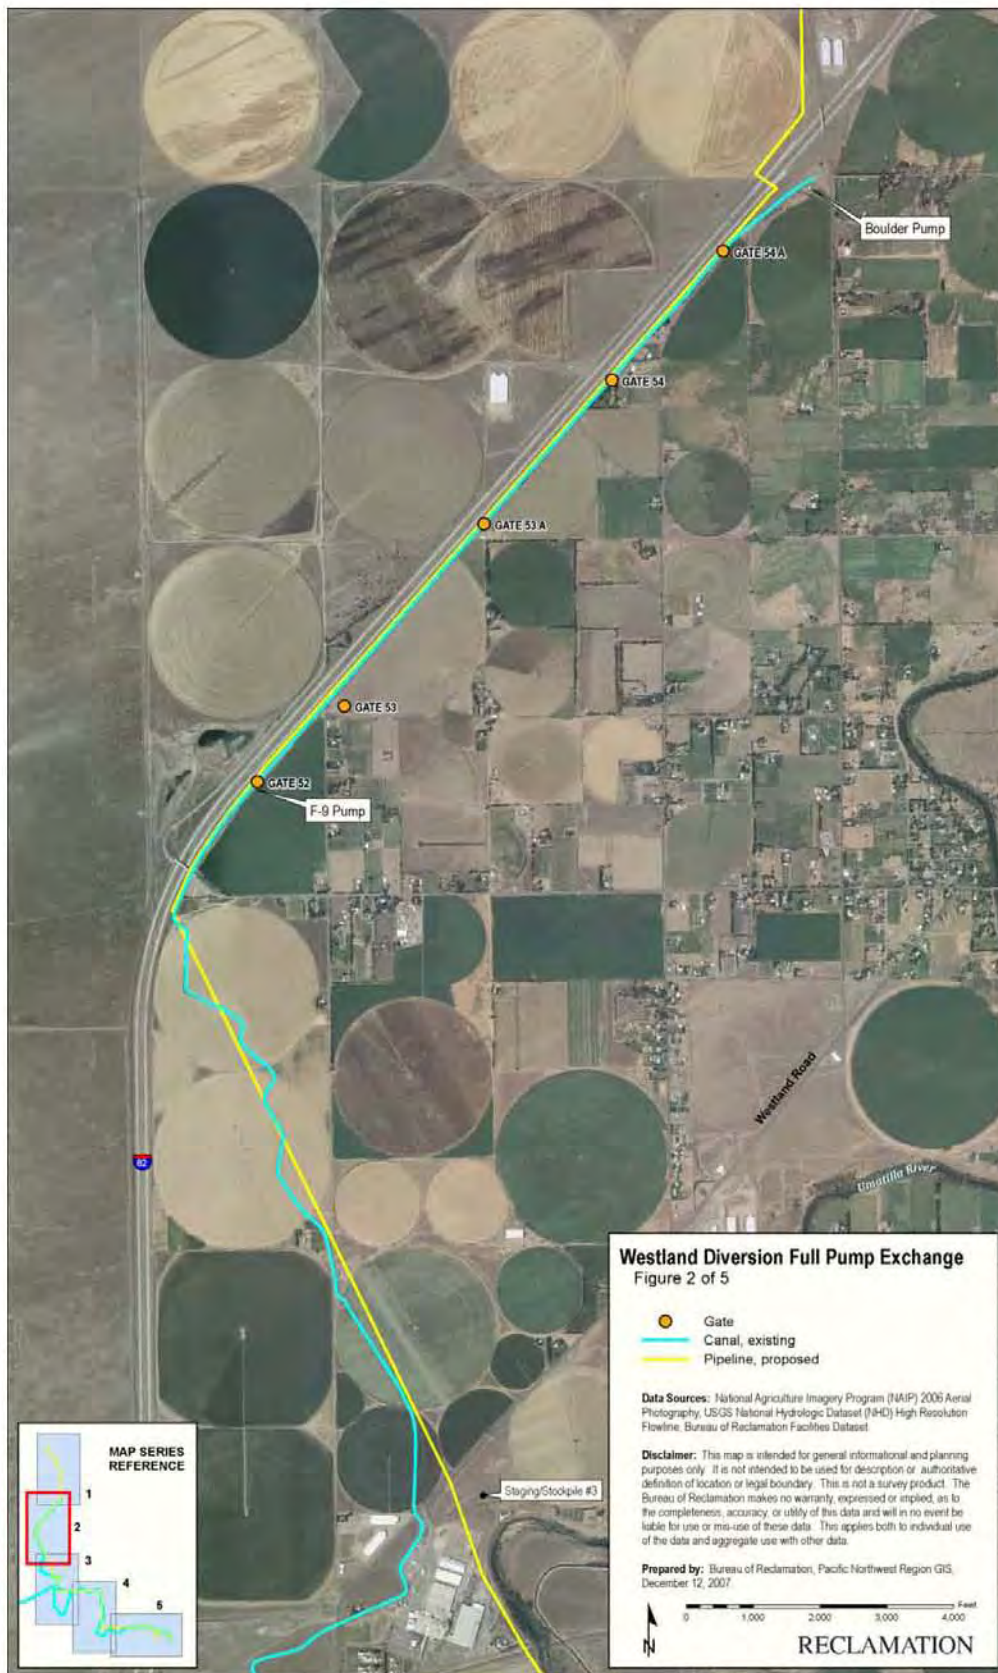 Boulder Pump
GATE 54 A
GATE 54
GATE 53 A
GATE 53
GATE 52
F-9 Pump
Westland Road
82
Umatilla River
Staging/Stockpile #3
Westland Diversion Full Pump Exchange
Figure 2 of 5
Gate
Canal, existing
Pipeline, proposed
Data Sources: National Agriculture Imagery Program (NAIP) 2006 Aerial
Photography, USGS National Hydrologic Dataset (NHD) High Resolution
Flowline, Bureau of Reclamation Facilities Dataset
Disclaimer: This map is intended for general informational and planning
purposes only. It is not intended to be used for description or authoritative
definition of location or legal boundary. This is not a survey product. The
Bureau of Reclamation makes no warranty, expressed or implied, as to
the completeness, accuracy, or utility of this data and will in no event be
liable for use or mis-use of these data. This applies both to individual use
of the data and aggregate use with other data.
Prepared by: Bureau of Reclamation, Pacific Northwest Region GIS,
December 12, 2007
N
Feet
0 1,000 2,000 3,000 4,000
RECLAMATION
MAP SERIES
REFERENCE
1
2
3
4
5